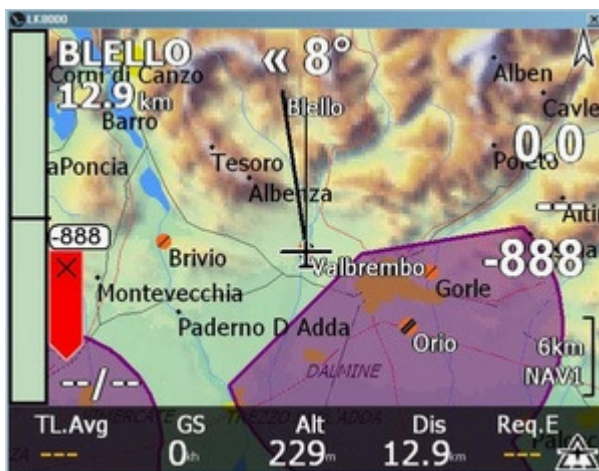 LK8000
BLELLO
« 8°
12.9km
Corni di Canzo
Alben
Blello
Cavle
Barro
0.0
aPoncia
Tesoro
Poieto
Albenza
---
-888
-888
Brivio
Valbrembo
Gorle
Montevecchia
Paderno D Adda
Orio
6km
DALMINE
NAV1
--/--
TL.Avg
GS
Alt
Dis
Req.E
---
0kh
229m
12.9km
---